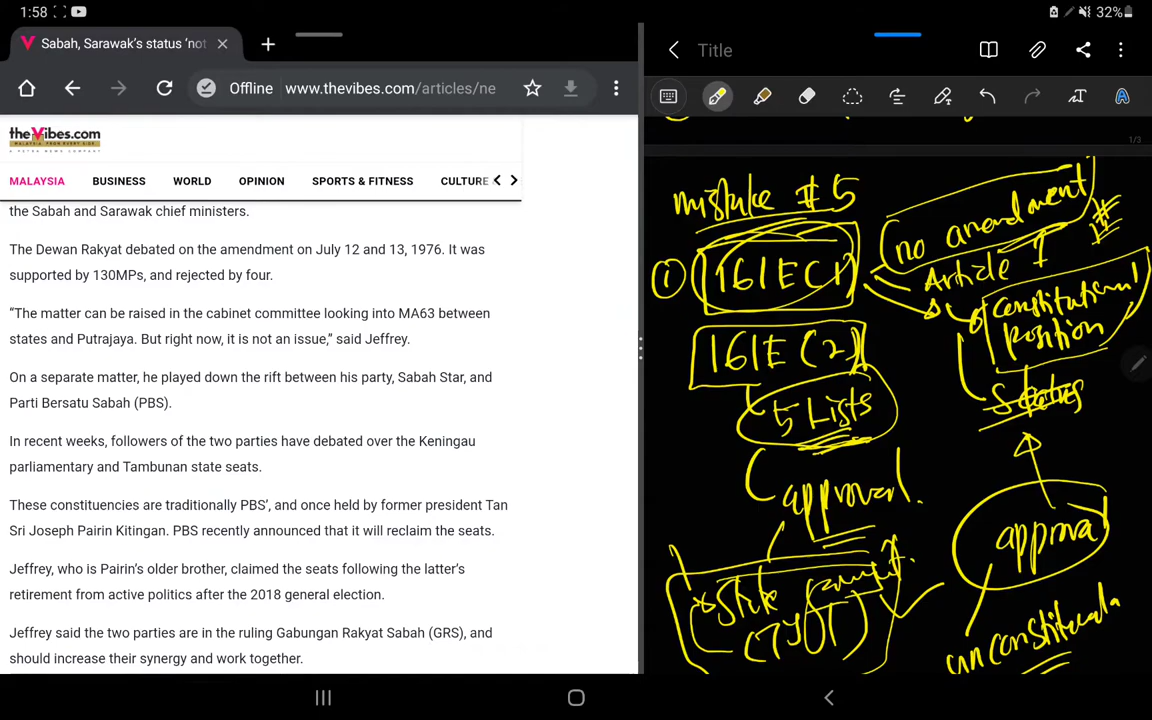 1:58
32%
Sabah, Sarawak's status 'not
Offline www.thevibes.com/articles/ne
theVibes.com
MALAYSIA BUSINESS WORLD OPINION SPORTS & FITNESS CULTURE
the Sabah and Sarawak chief ministers.
The Dewan Rakyat debated on the amendment on July 12 and 13, 1976. It was
supported by 130MPs, and rejected by four.
“The matter can be raised in the cabinet committee looking into MA63 between
states and Putrajaya. But right now, it is not an issue,” said Jeffrey.
On a separate matter, he played down the rift between his party, Sabah Star, and
Parti Bersatu Sabah (PBS).
In recent weeks, followers of the two parties have debated over the Keningau
parliamentary and Tambunan state seats.
These constituencies are traditionally PBS’, and once held by former president Tan
Sri Joseph Pairin Kitingan. PBS recently announced that it will reclaim the seats.
Jeffrey, who is Pairin’s older brother, claimed the seats following the latter’s
retirement from active politics after the 2018 general election.
Jeffrey said the two parties are in the ruling Gabungan Rakyat Sabah (GRS), and
should increase their synergy and work together.
Title
1/3
mistake # 5
no amendment
① 161E(1)
Article 1
constitutional
position
161E (2)
Status
5 Lists
approval.
approval
State
(TYT)
unconstitutional